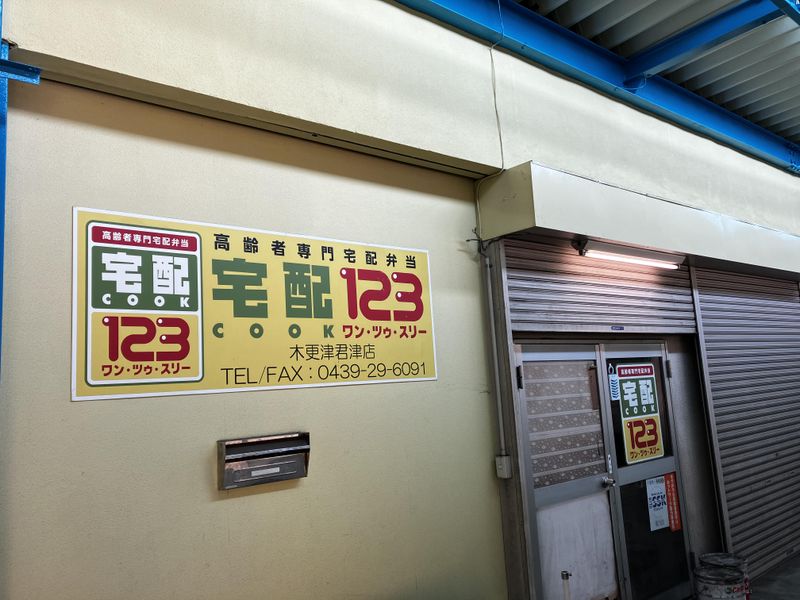 高齢者専門宅配弁当
宅配
COOK
123
ワン・ツゥ・スリー
高齢者専門宅配弁当
宅配 123
COOK ワン・ツゥ・スリー
木更津君津店
TEL/FAX：0439-29-6091
高齢者専門宅配弁当
宅配
COOK
123
ワン・ツゥ・スリー
SSK